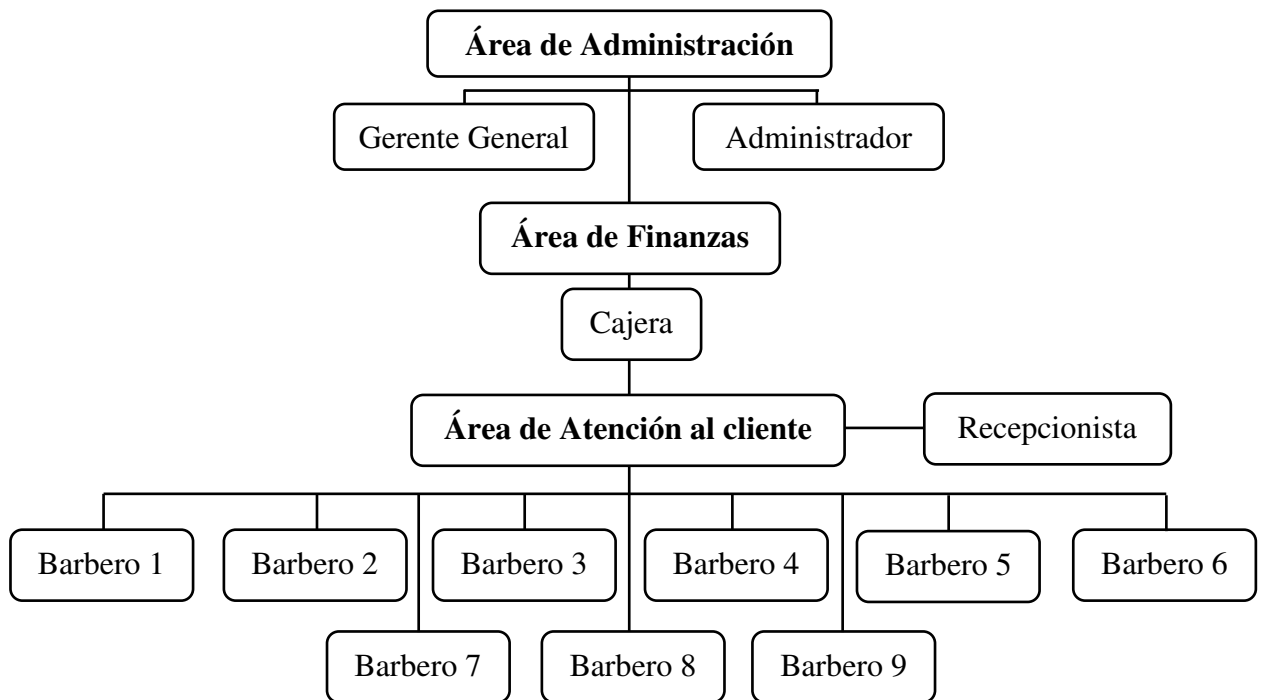 Área de Administración
Gerente General
Administrador
Área de Finanzas
Cajera
Área de Atención al cliente
Recepcionista
Barbero 1
Barbero 2
Barbero 3
Barbero 4
Barbero 5
Barbero 6
Barbero 7
Barbero 8
Barbero 9